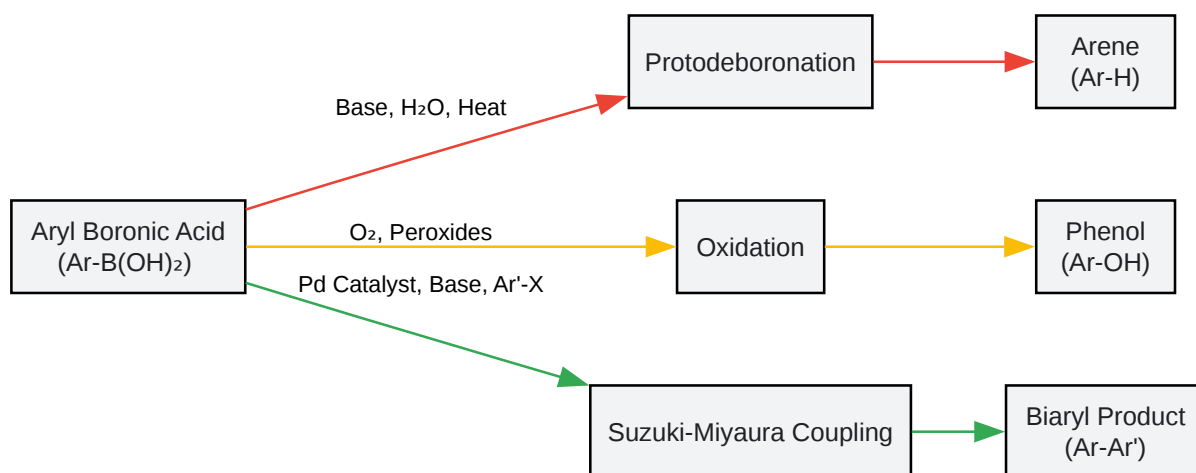 Protodeboronation
Arene
(Ar-H)
Base, H₂O, Heat
Aryl Boronic Acid
(Ar-B(OH)₂)
O₂, Peroxides
Oxidation
Phenol
(Ar-OH)
Pd Catalyst, Base, Ar'-X
Suzuki-Miyaura Coupling
Biaryl Product
(Ar-Ar')